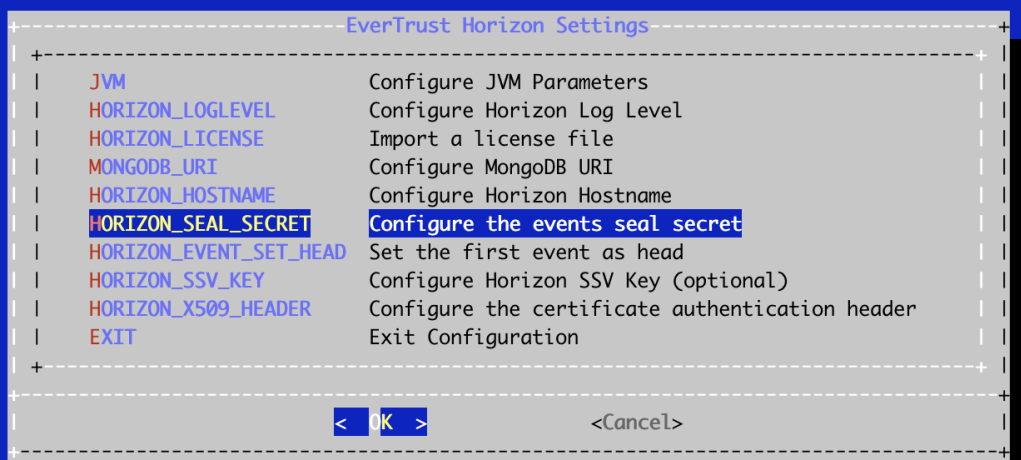 EverTrust Horizon Settings
JVM Configure JVM Parameters
HORIZON_LOGLEVEL Configure Horizon Log Level
HORIZON_LICENSE Import a license file
MONGODB_URI Configure MongoDB URI
HORIZON_HOSTNAME Configure Horizon Hostname
HORIZON_SEAL_SECRET Configure the events seal secret
HORIZON_EVENT_SET_HEAD Set the first event as head
HORIZON_SSV_KEY Configure Horizon SSV Key (optional)
HORIZON_X509_HEADER Configure the certificate authentication header
EXIT Exit Configuration
< OK > <Cancel>